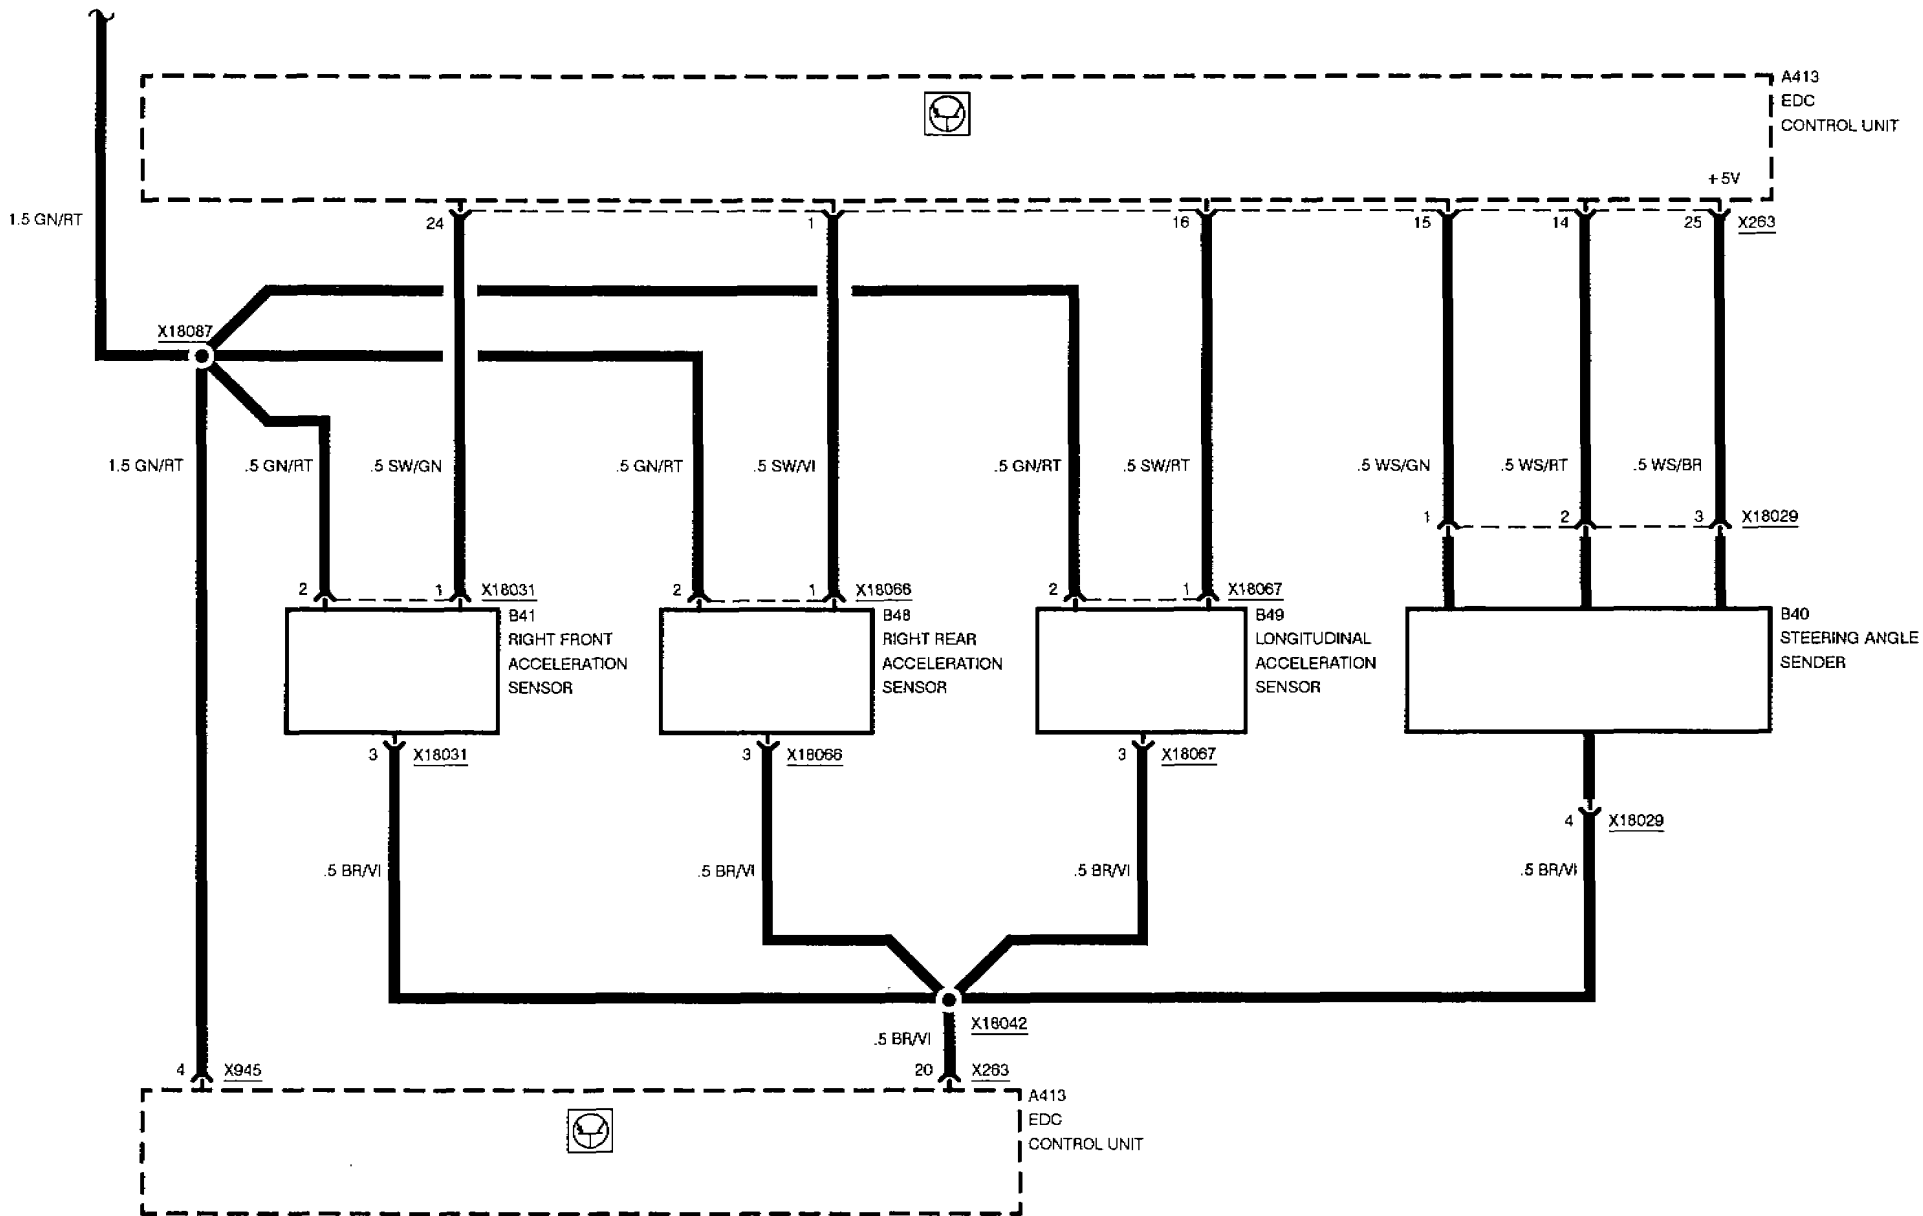 A413
EDC
CONTROL UNIT
+5V
1.5 GN/RT
24
1
16
15
14
25
X263
X18087
1.5 GN/RT
.5 GN/RT
.5 SW/GN
.5 GN/RT
.5 SW/VI
.5 GN/RT
.5 SW/RT
.5 WS/GN
.5 WS/RT
.5 WS/BR
1
2
3
X18029
2
1
X18031
2
1
X18066
2
1
X18067
B41
RIGHT FRONT
ACCELERATION
SENSOR
B48
RIGHT REAR
ACCELERATION
SENSOR
B49
LONGITUDINAL
ACCELERATION
SENSOR
B40
STEERING ANGLE
SENDER
3
X18031
3
X18066
3
X18067
4
X18029
.5 BR/VI
.5 BR/VI
.5 BR/VI
.5 BR/VI
X18042
.5 BR/VI
4
X945
20
X263
A413
EDC
CONTROL UNIT